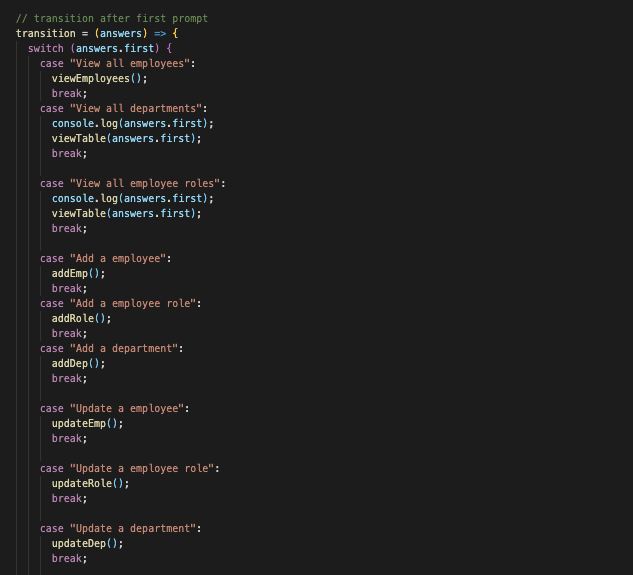 // transition after first prompt
transition = (answers) => {
switch (answers.first) {
case "View all employees":
viewEmployees();
break;
case "View all departments":
console.log(answers.first);
viewTable(answers.first);
break;
case "View all employee roles":
console.log(answers.first);
viewTable(answers.first);
break;
case "Add a employee":
addEmp();
break;
case "Add a employee role":
addRole();
break;
case "Add a department":
addDep();
break;
case "Update a employee":
updateEmp();
break;
case "Update a employee role":
updateRole();
break;
case "Update a department":
updateDep();
break;